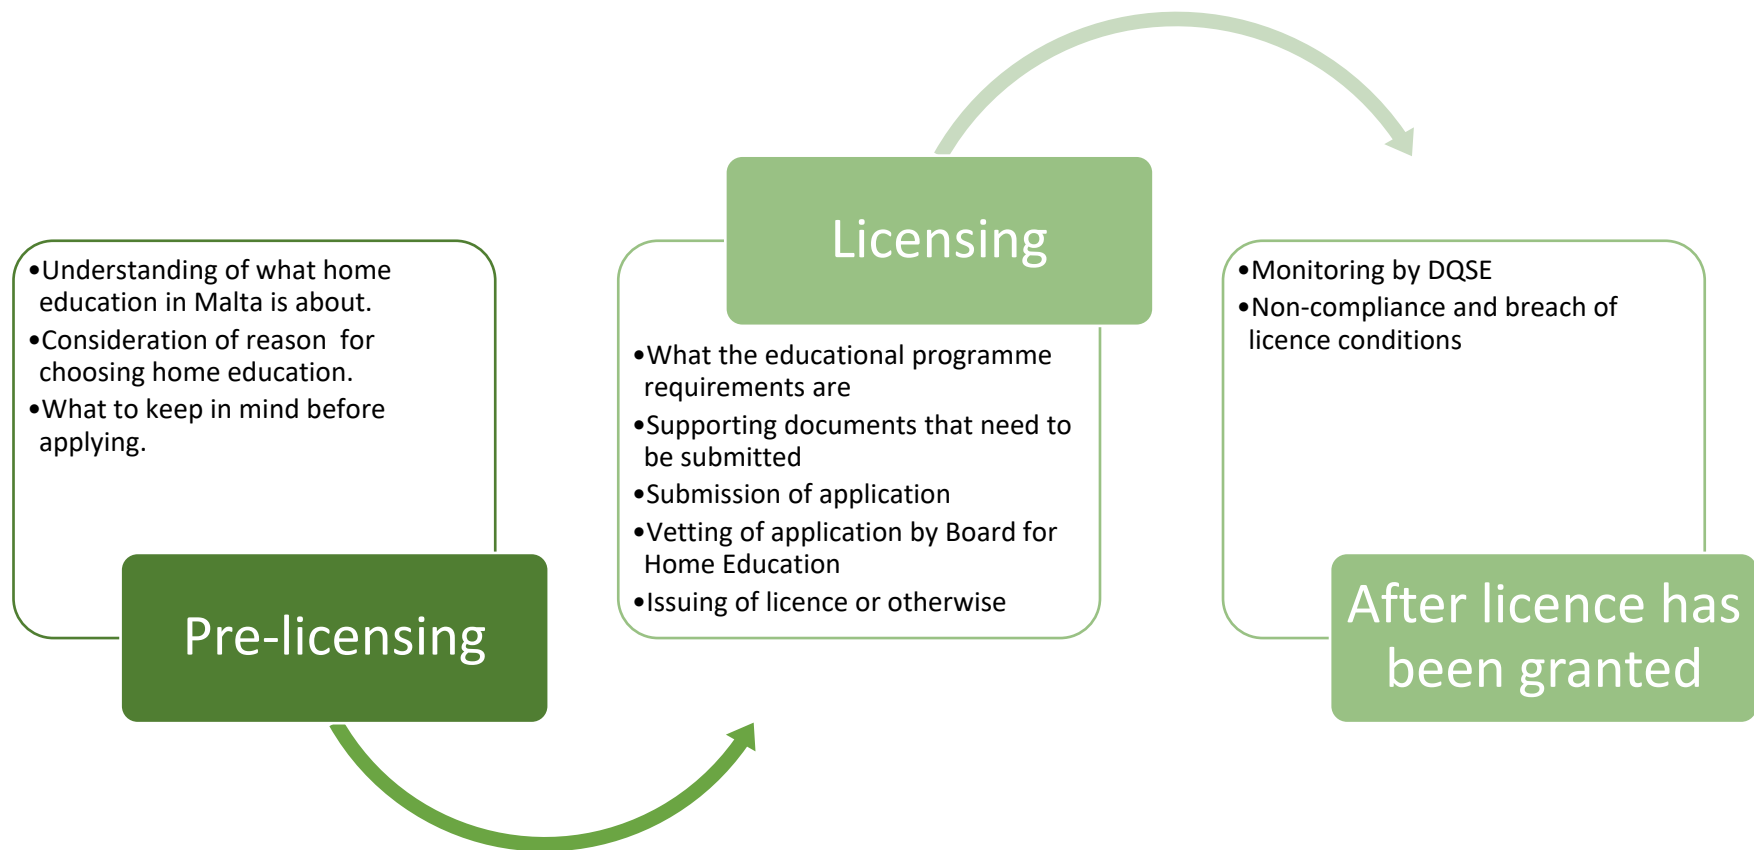 •Understanding of what home
education in Malta is about.
•Consideration of reason  for
choosing home education.
•What to keep in mind before
applying.
Pre-licensing
Licensing
•What the educational programme
requirements are
•Supporting documents that need to
be submitted
•Submission of application
•Vetting of application by Board for
Home Education
•Issuing of licence or otherwise
•Monitoring by DQSE
•Non-compliance and breach of
licence conditions
After licence has
been granted